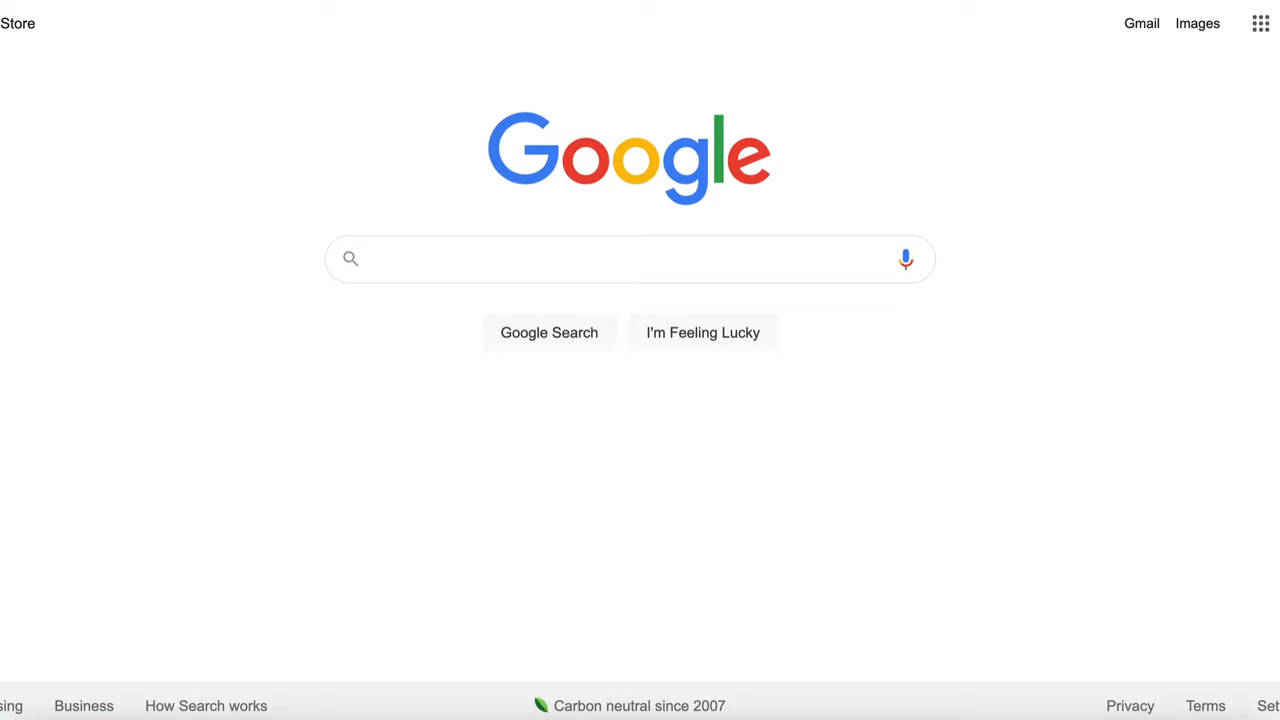 Store
Gmail Images
Google
Google Search
I'm Feeling Lucky
sing Business How Search works
Carbon neutral since 2007
Privacy Terms Set